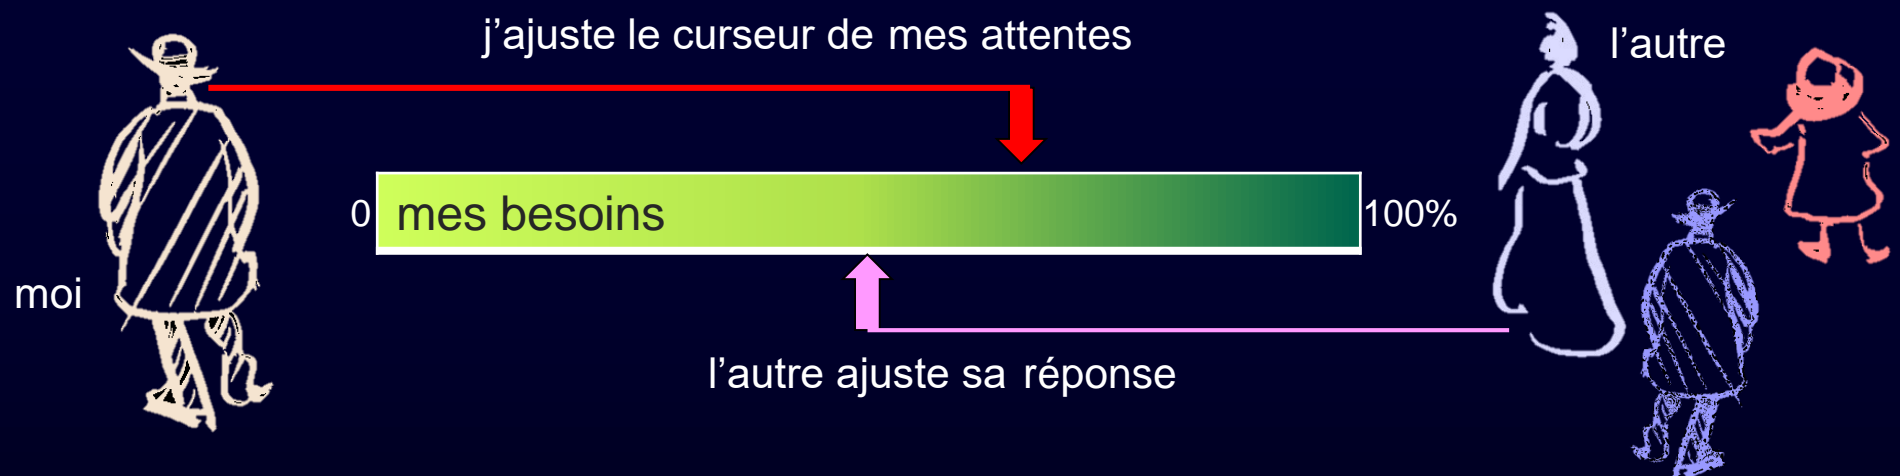 j’ajuste le curseur de mes attentes
l’autre
0
mes besoins
100%
moi
l’autre ajuste sa réponse